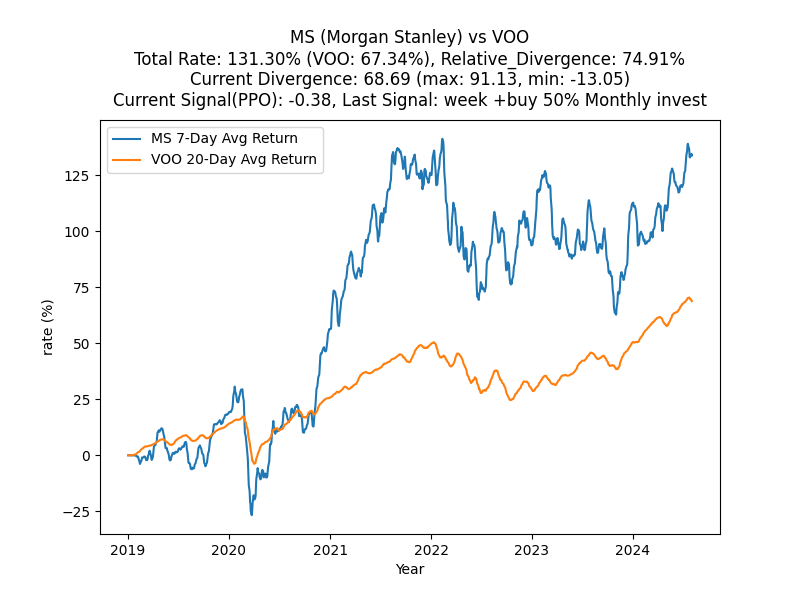 MS (Morgan Stanley) vs VOO
Total Rate: 131.30% (VOO: 67.34%), Relative_Divergence: 74.91%
Current Divergence: 68.69 (max: 91.13, min: -13.05)
Current Signal(PPO): -0.38, Last Signal: week +buy 50% Monthly invest
MS 7-Day Avg Return
VOO 20-Day Avg Return
rate (%)
125
100
75
50
25
0
−25
2019
2020
2021
2022
2023
2024
Year